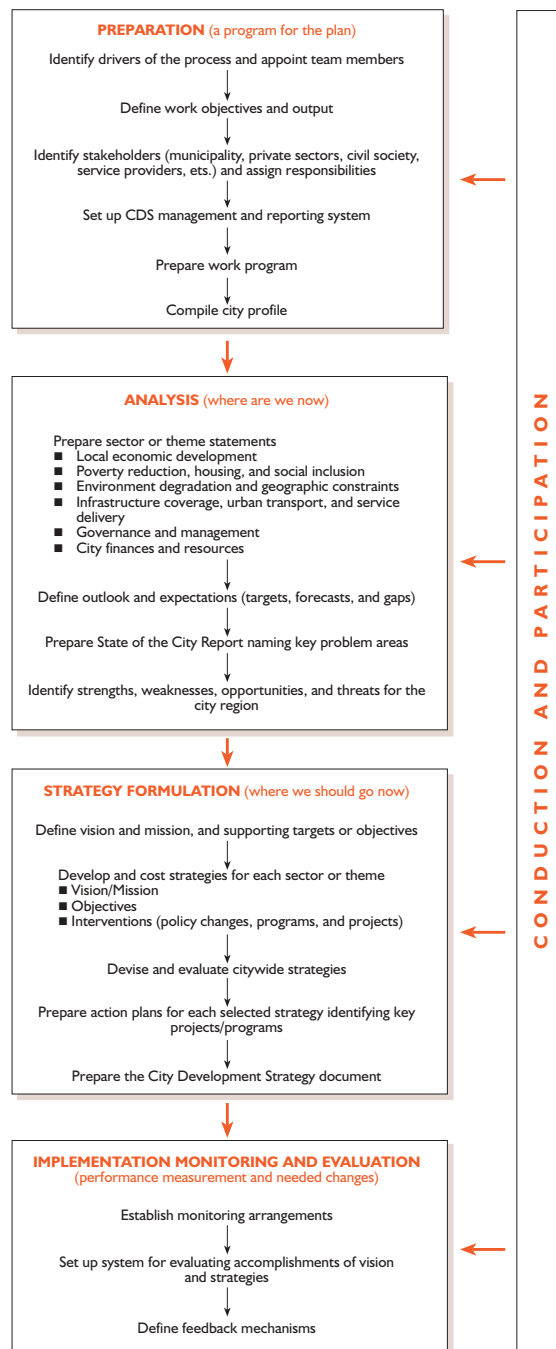 PREPARATION (a program for the plan)
Identify drivers of the process and appoint team members
Define work objectives and output
Identify stakeholders (municipality, private sectors, civil society,
service providers, ets.) and assign responsibilities
Set up CDS management and reporting system
Prepare work program
Compile city profile
ANALYSIS (where are we now)
Prepare sector or theme statements
■ Local economic development
■ Poverty reduction, housing, and social inclusion
■ Environment degradation and geographic constraints
■ Infrastructure coverage, urban transport, and service
delivery
■ Governance and management
■ City finances and resources
Define outlook and expectations (targets, forecasts, and gaps)
Prepare State of the City Report naming key problem areas
Identify strengths, weaknesses, opportunities, and threats for the
city region
STRATEGY FORMULATION (where we should go now)
Define vision and mission, and supporting targets or objectives
Develop and cost strategies for each sector or theme
■ Vision/Mission
■ Objectives
■ Interventions (policy changes, programs, and projects)
Devise and evaluate citywide strategies
Prepare action plans for each selected strategy identifying key
projects/programs
Prepare the City Development Strategy document
IMPLEMENTATION MONITORING AND EVALUATION
(performance measurement and needed changes)
Establish monitoring arrangements
Set up system for evaluating accomplishments of vision
and strategies
Define feedback mechanisms
CONDUCTION AND PARTICIPATION